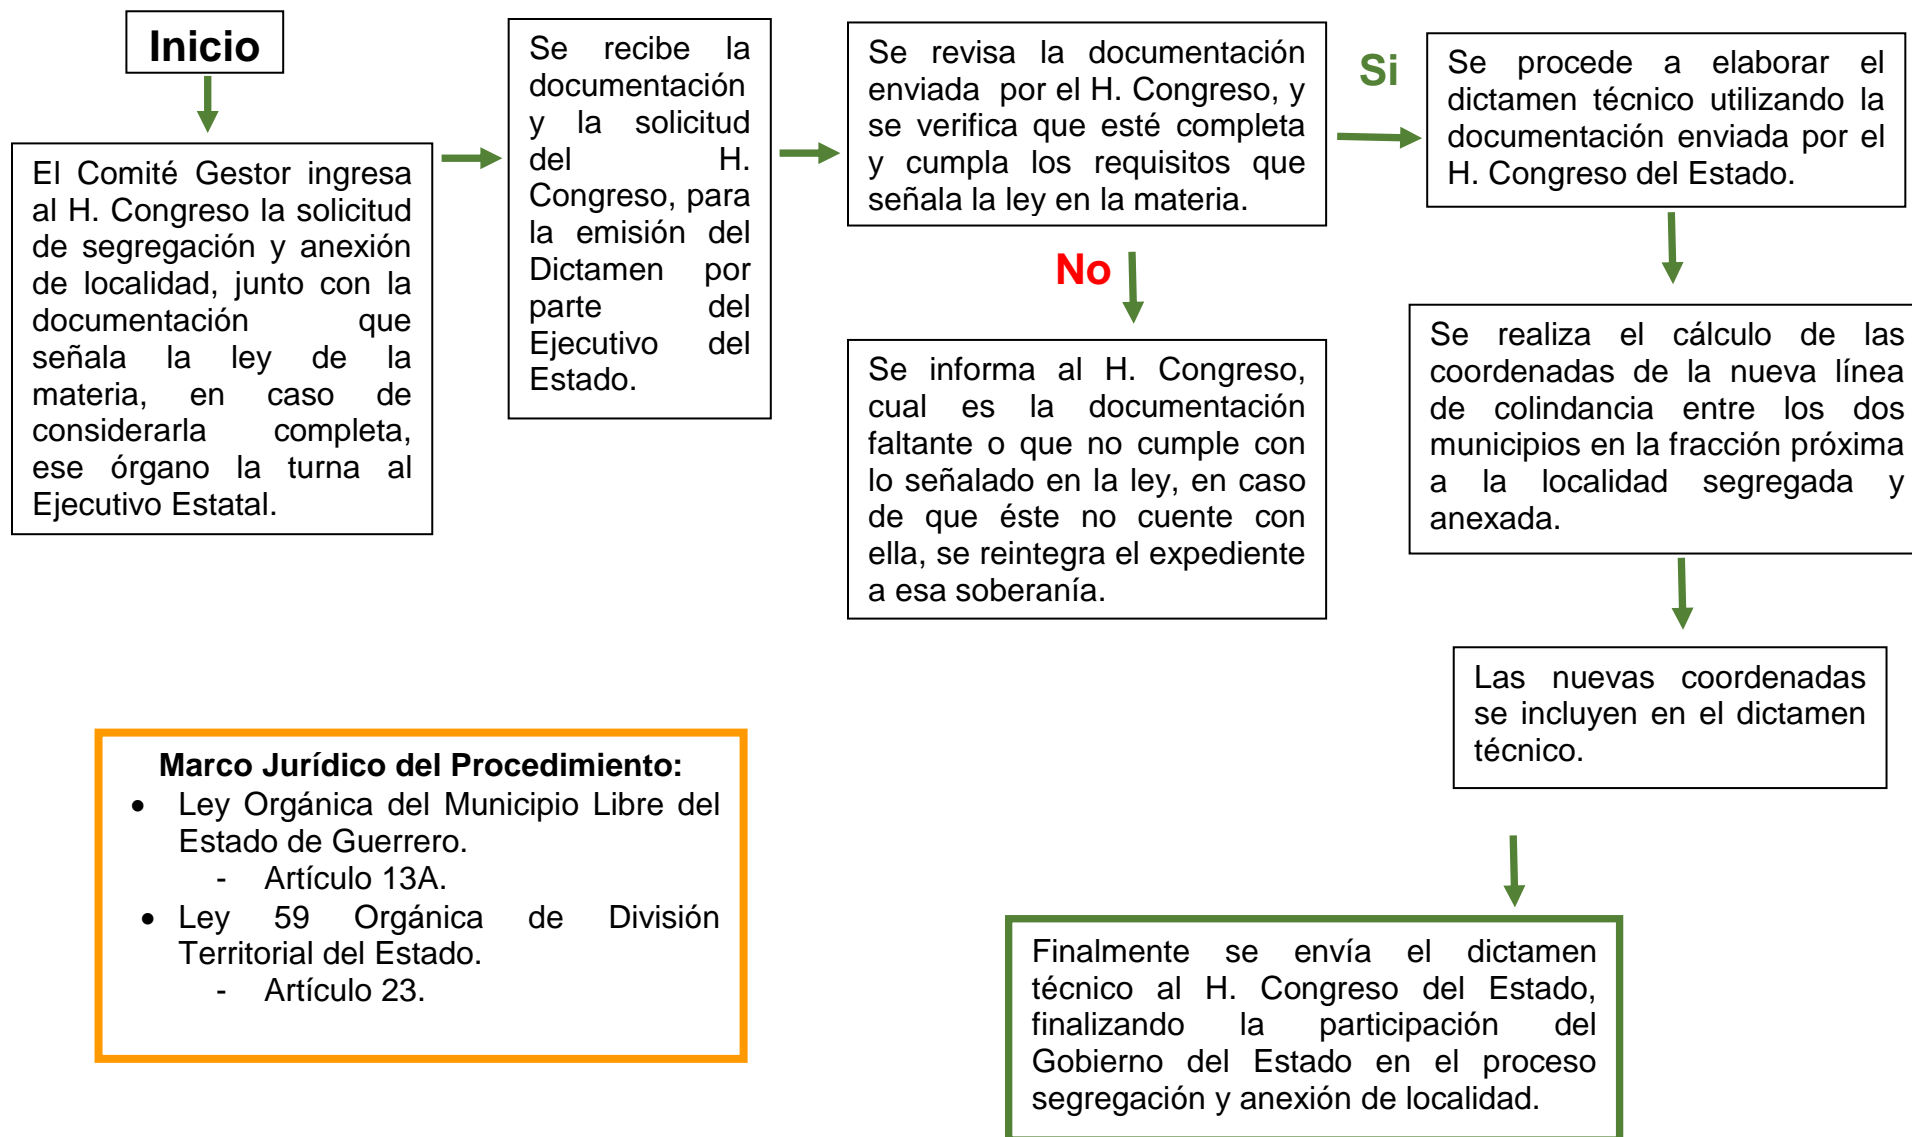 Inicio
El Comité Gestor ingresa
al H. Congreso la solicitud
de segregación y anexión
de localidad, junto con la
documentación que
señala la ley de la
materia, en caso de
considerarla completa,
ese órgano la turna al
Ejecutivo Estatal.
Se recibe la
documentación
y la solicitud
del H.
Congreso, para
la emisión del
Dictamen por
parte del
Ejecutivo del
Estado.
Se revisa la documentación
enviada por el H. Congreso, y
se verifica que esté completa
y cumpla los requisitos que
señala la ley en la materia.
No
Se informa al H. Congreso,
cual es la documentación
faltante o que no cumple con
lo señalado en la ley, en caso
de que éste no cuente con
ella, se reintegra el expediente
a esa soberanía.
Si
Se procede a elaborar el
dictamen técnico utilizando la
documentación enviada por el
H. Congreso del Estado.
Se realiza el cálculo de las
coordenadas de la nueva línea
de colindancia entre los dos
municipios en la fracción próxima
a la localidad segregada y
anexada.
Las nuevas coordenadas
se incluyen en el dictamen
técnico.
Finalmente se envía el dictamen
técnico al H. Congreso del Estado,
finalizando la participación del
Gobierno del Estado en el proceso
segregación y anexión de localidad.
Marco Jurídico del Procedimiento:
• Ley Orgánica del Municipio Libre del
Estado de Guerrero.
- Artículo 13A.
• Ley 59 Orgánica de División
Territorial del Estado.
- Artículo 23.